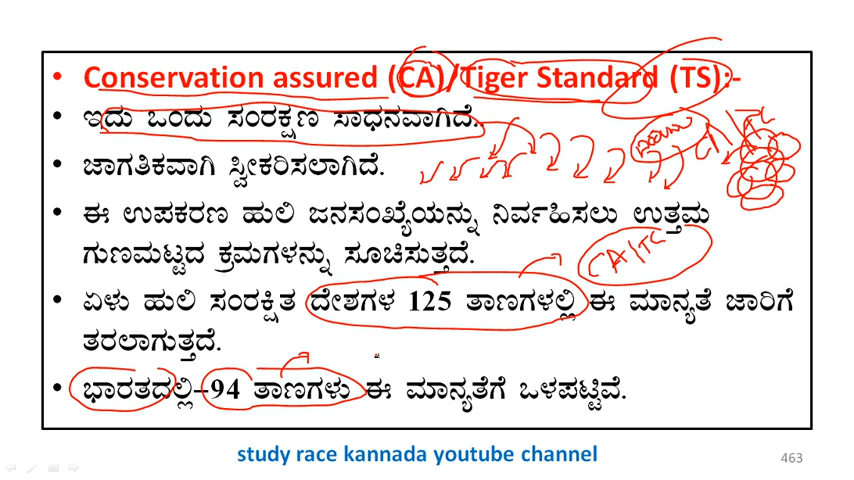 • Conservation assured (CA)/Tiger Standard (TS):-
• ಇದು ಒಂದು ಸಂರಕ್ಷಣ ಸಾಧನವಾಗಿದೆ.
• ಜಾಗತಿಕವಾಗಿ ಸ್ವೀಕರಿಸಲಾಗಿದೆ.
• ಈ ಉಪಕರಣ ಹುಲಿ ಜನಸಂಖ್ಯೆಯನ್ನು ನಿರ್ವಹಿಸಲು ಉತ್ತಮ
ಗುಣಮಟ್ಟದ ಕ್ರಮಗಳನ್ನು ಸೂಚಿಸುತ್ತದೆ.
CA/TC
• ಏಳು ಹುಲಿ ಸಂರಕ್ಷಿತ ದೇಶಗಳ 125 ತಾಣಗಳಲ್ಲಿ ಈ ಮಾನ್ಯತೆ ಜಾರಿಗೆ
ತರಲಾಗುತ್ತದೆ.
• ಭಾರತದಲ್ಲಿ-94 ತಾಣಗಳು ಈ ಮಾನ್ಯತೆಗೆ ಒಳಪಟ್ಟಿವೆ.
study race kannada youtube channel
463